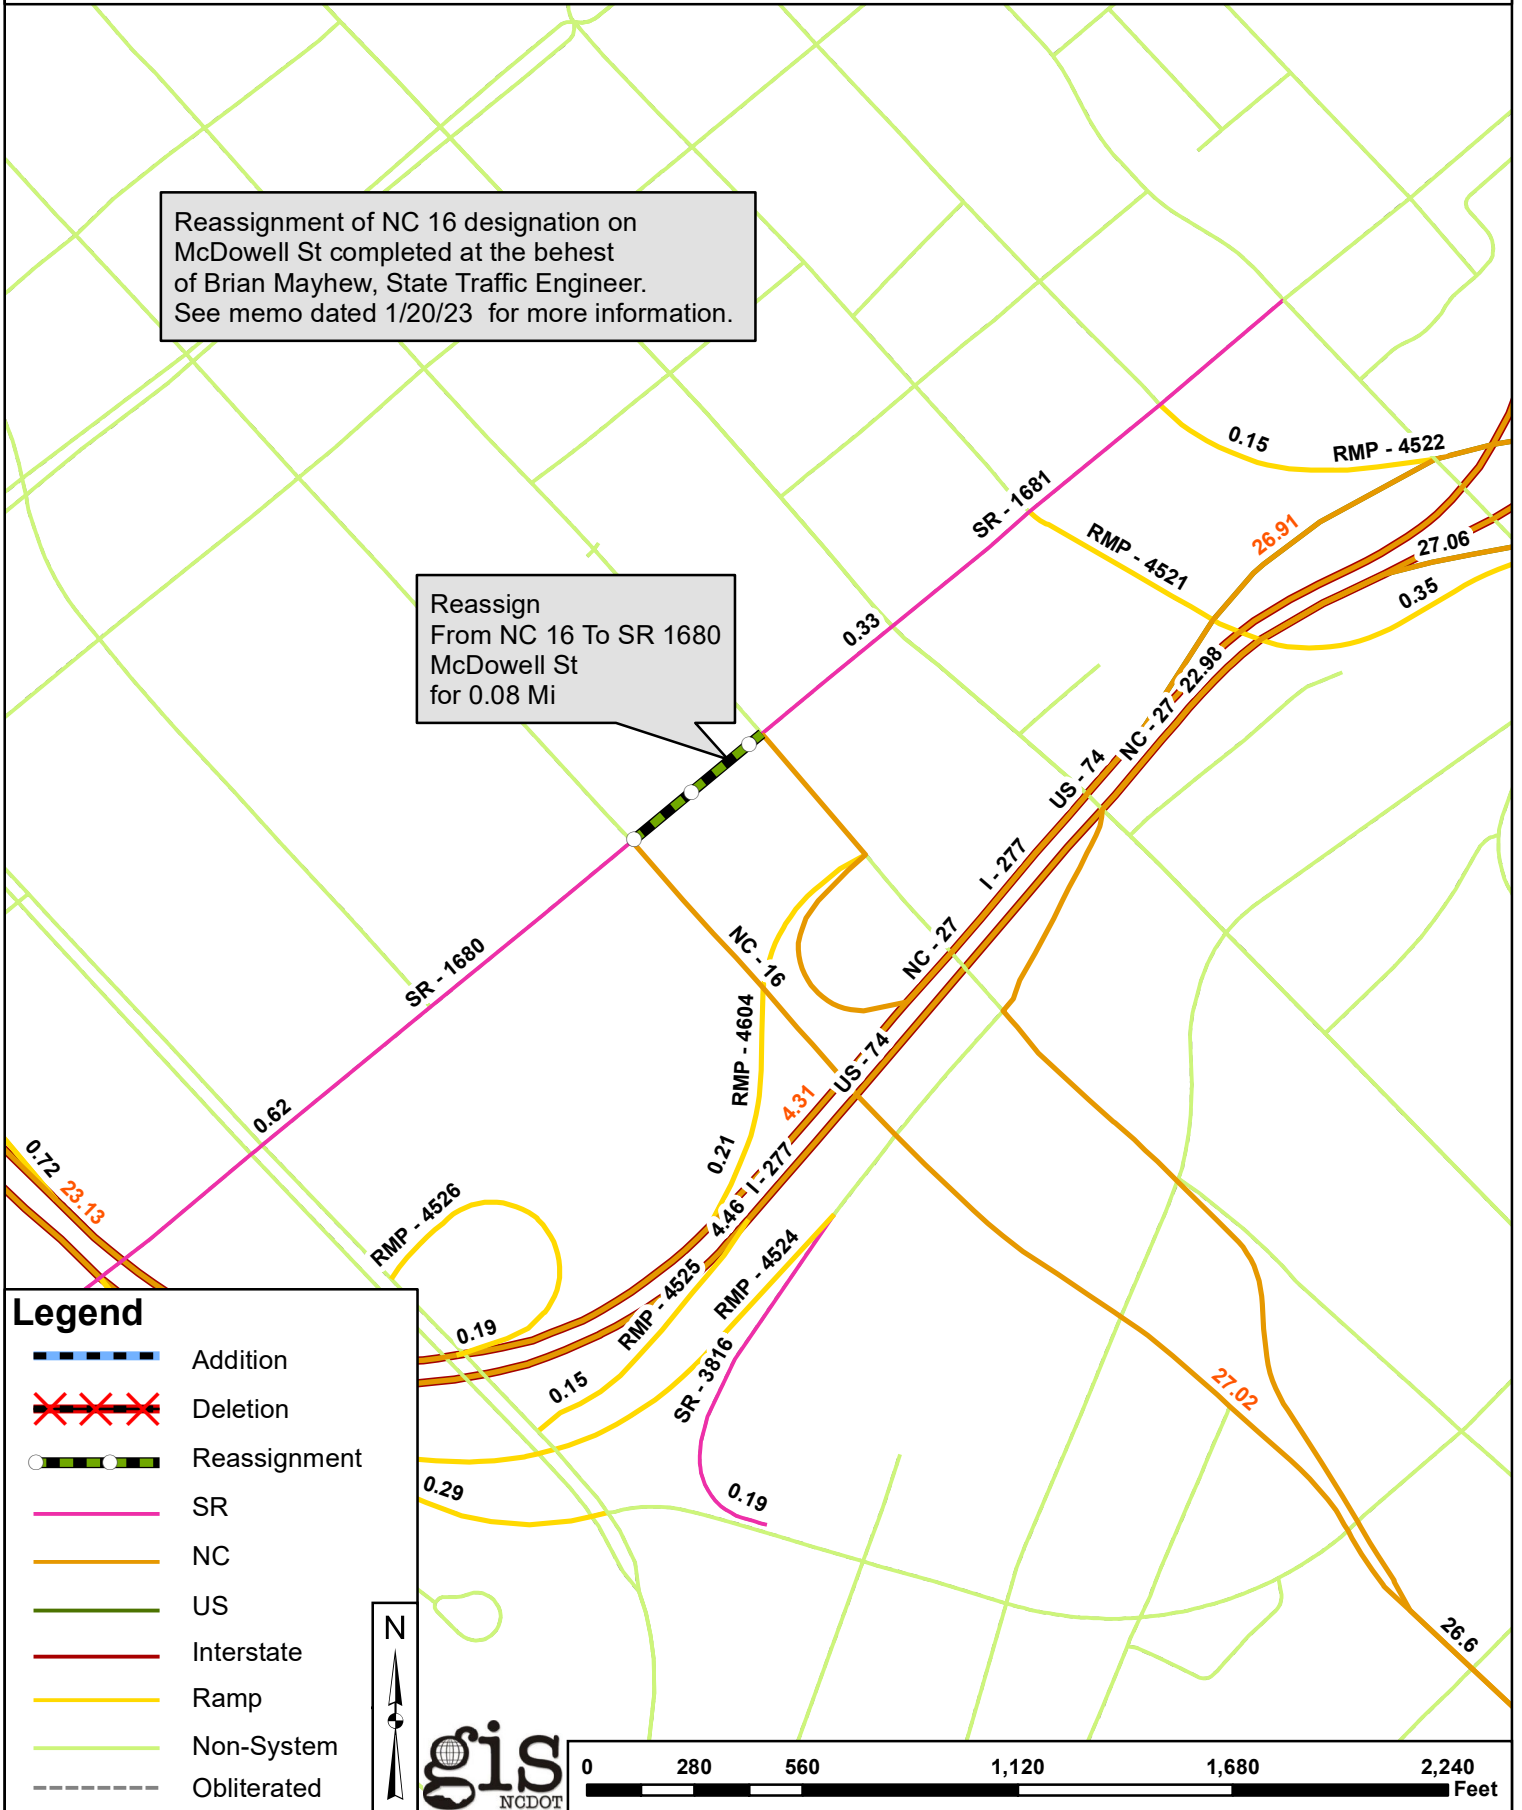 Reassignment of NC 16 designation on
McDowell St completed at the behest
of Brian Mayhew, State Traffic Engineer.
See memo dated 1/20/23 for more information.
0.15
RMP - 4522
SR - 1681
26.91
RMP - 4521
27.06
0.35
Reassign
From NC 16 To SR 1680
McDowell St
for 0.08 Mi
0.33
22.98
NC - 27
US - 74
I - 277
NC - 27
NC - 16
SR - 1680
RMP - 4604
US - 74
4.31
0.62
0.21
I - 277
0.72
23.13
4.46
RMP - 4526
RMP - 4524
RMP - 4525
0.19
SR - 3816
0.15
27.02
0.29
0.19
26.6
Legend
Addition
Deletion
Reassignment
SR
NC
US
Interstate
Ramp
Non-System
Obliterated
N
gis
NCDOT
0 280 560 1,120 1,680 2,240
Feet